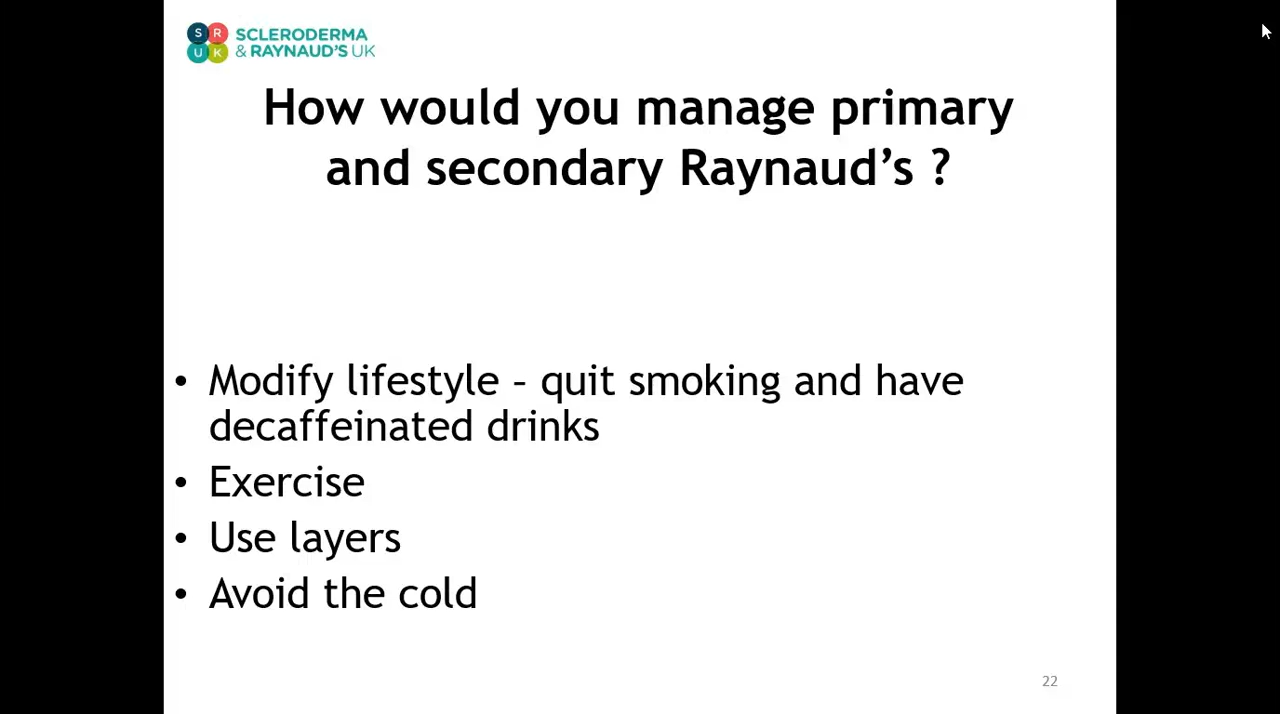 S R
U K
SCLERODERMA
& RAYNAUD'S UK
How would you manage primary
and secondary Raynaud’s ?
• Modify lifestyle – quit smoking and have
decaffeinated drinks
• Exercise
• Use layers
• Avoid the cold
22